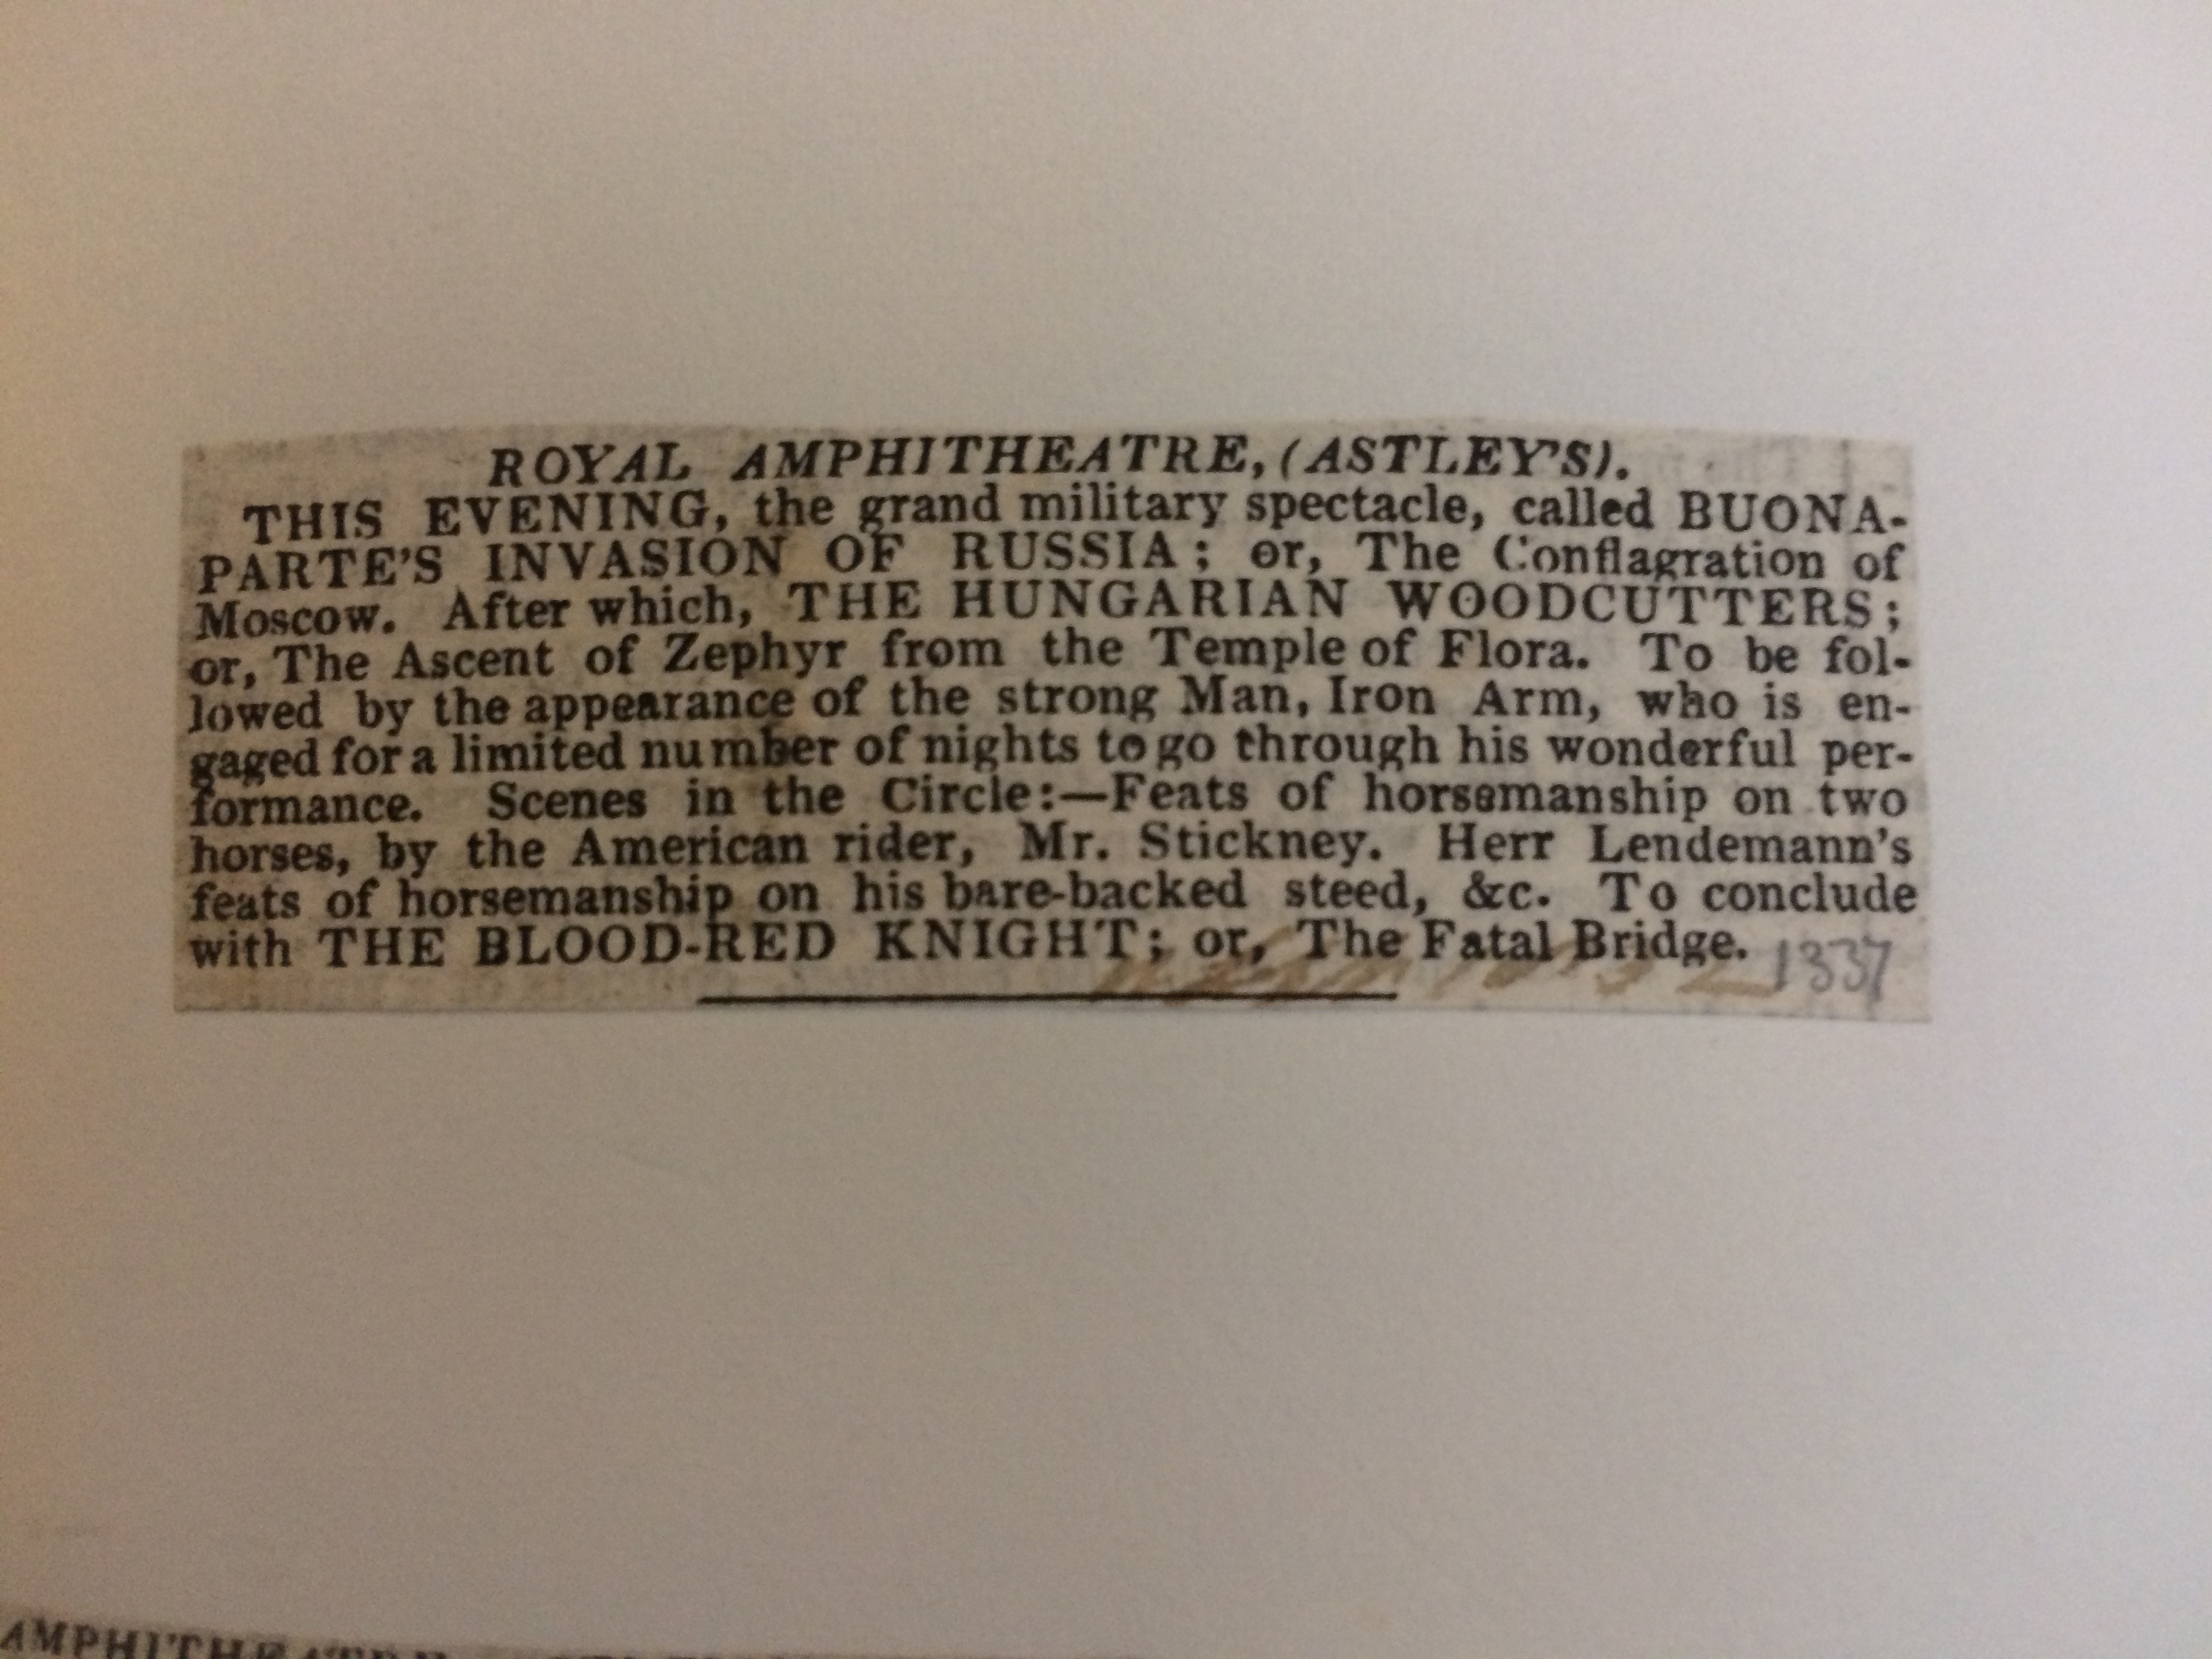 ROYAL AMPHITHEATRE, (ASTLEY'S).
THIS EVENING, the grand military spectacle, called BUONA-
PARTE'S INVASION OF RUSSIA; or, The Conflagration of
Moscow. After which, THE HUNGARIAN WOODCUTTERS;
or, The Ascent of Zephyr from the Temple of Flora. To be fol-
lowed by the appearance of the strong Man, Iron Arm, who is en-
gaged for a limited number of nights to go through his wonderful per-
formance. Scenes in the Circle:—Feats of horsemanship on two
horses, by the American rider, Mr. Stickney. Herr Lendemann's
feats of horsemanship on his bare-backed steed, &c. To conclude
with THE BLOOD-RED KNIGHT; or, The Fatal Bridge.
1337
AMPHITHEATRE